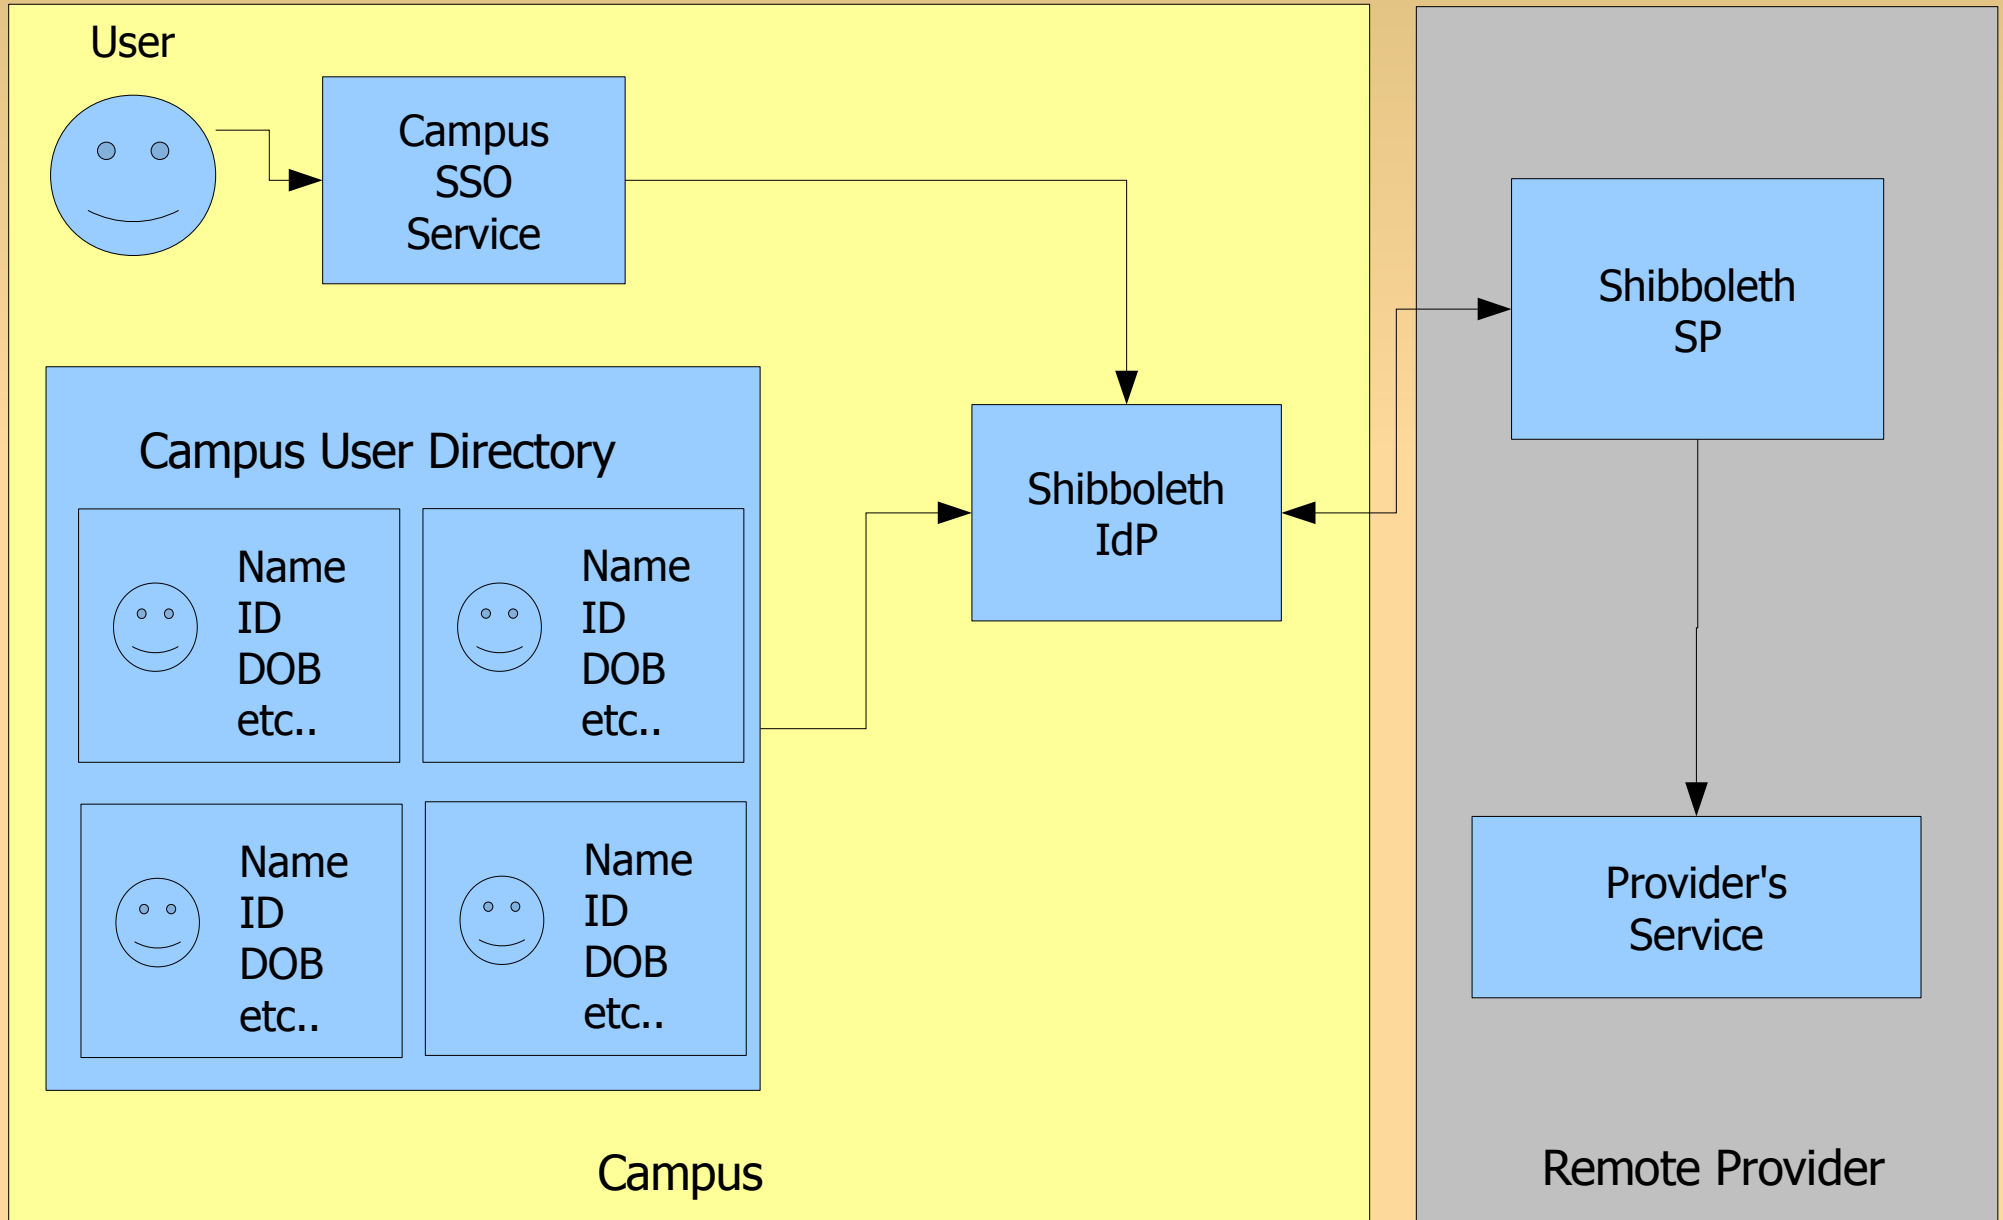 User
Campus
SSO
Service
Shibboleth
SP
Campus User Directory
Shibboleth
IdP
Name
ID
DOB
etc..
Name
ID
DOB
etc..
Name
ID
DOB
etc..
Name
ID
DOB
etc..
Provider's
Service
Campus
Remote Provider